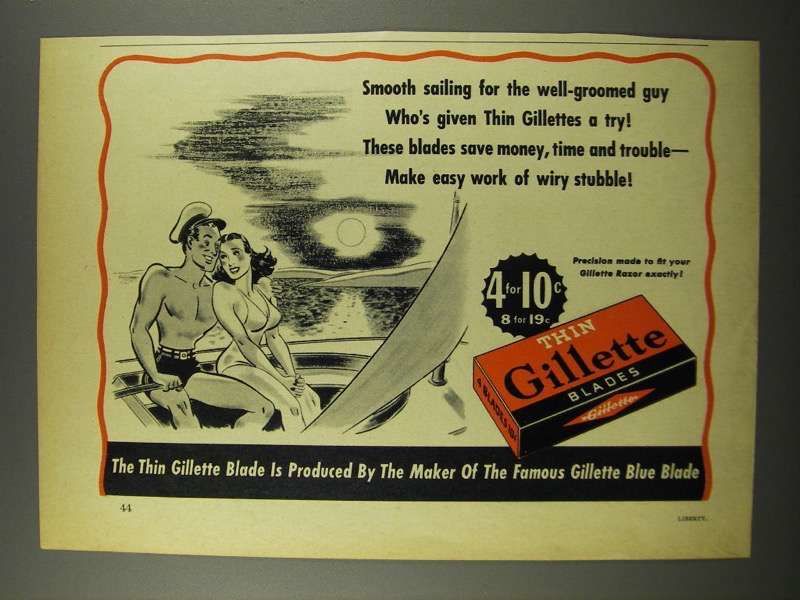 Smooth sailing for the well-groomed guy
Who's given Thin Gillettes a try!
These blades save money, time and trouble—
Make easy work of wiry stubble!
4 for 10c
8 for 19c
Precision made to fit your
Gillette Razor exactly!
THIN
Gillette
BLADES
Gillette
4 BLADES 10¢
The Thin Gillette Blade Is Produced By The Maker Of The Famous Gillette Blue Blade
44
LIBERTY.